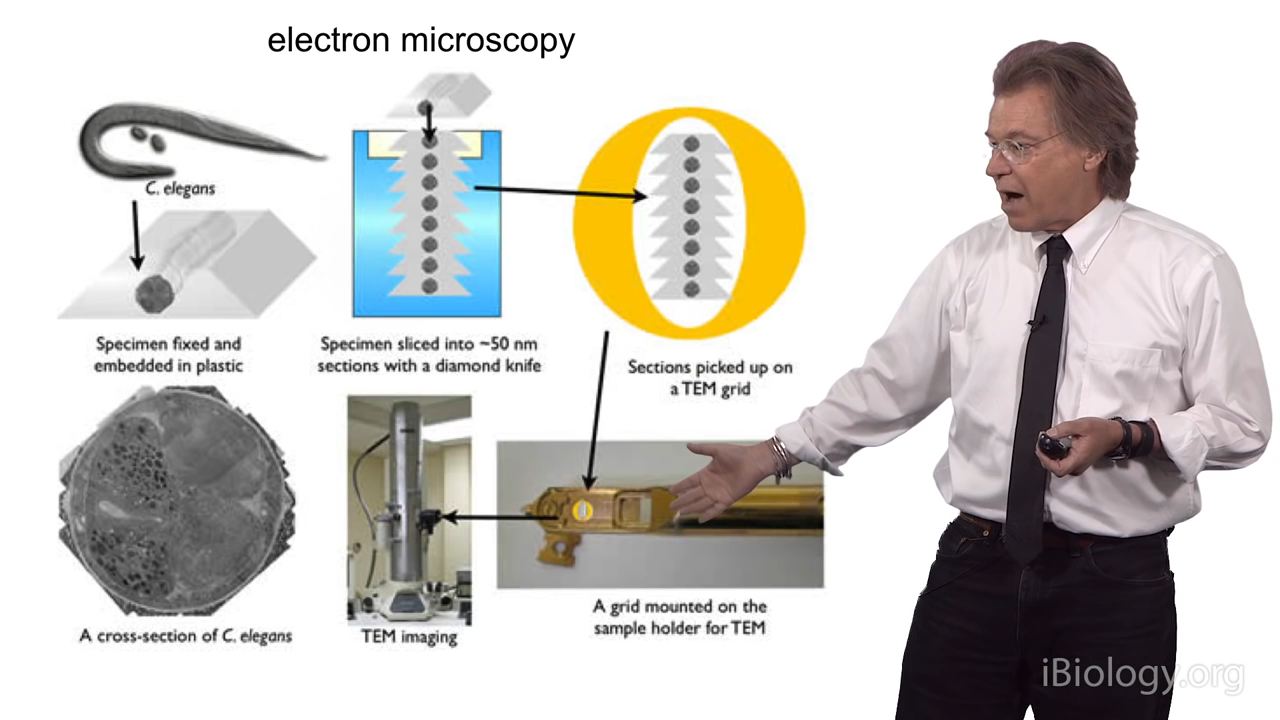 electron microscopy
C. elegans
Specimen fixed and
embedded in plastic
Specimen sliced into ~50 nm
sections with a diamond knife
Sections picked up on
a TEM grid
A cross-section of C. elegans
TEM imaging
A grid mounted on the
sample holder for TEM
iBiology.org